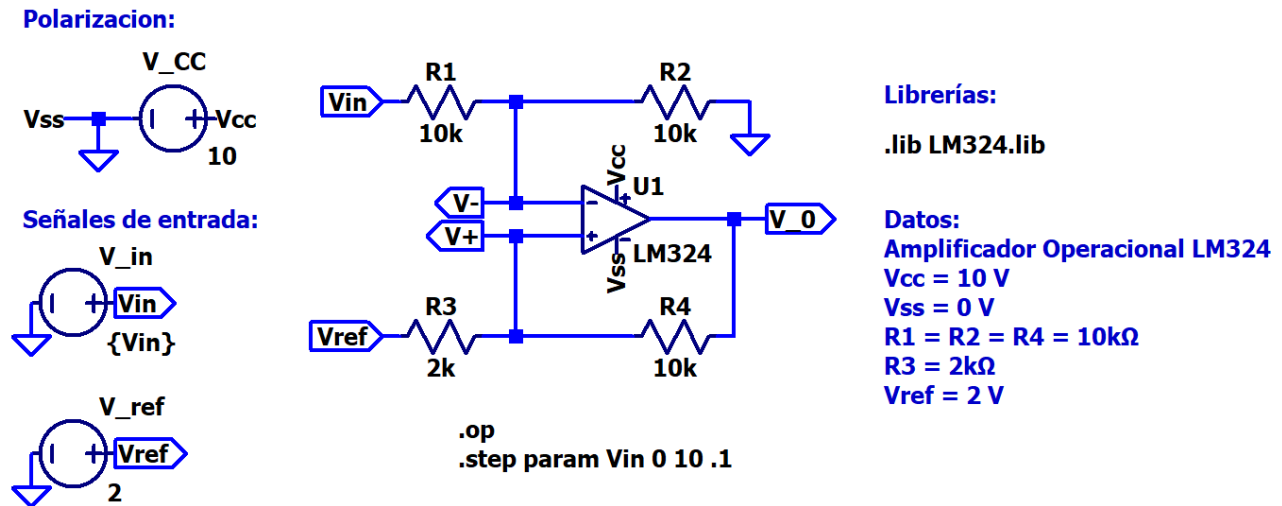 Polarizacion:
V_CC
Vss
Vcc
10
Señales de entrada:
V_in
Vin
{Vin}
V_ref
Vref
2
Vin
R1
10k
R2
10k
Vcc
U1
V-
V+
V_0
Vss
LM324
Vref
R3
2k
R4
10k
.op
.step param Vin 0 10 .1
Librerías:
.lib LM324.lib
Datos:
Amplificador Operacional LM324
Vcc = 10 V
Vss = 0 V
R1 = R2 = R4 = 10kΩ
R3 = 2kΩ
Vref = 2 V